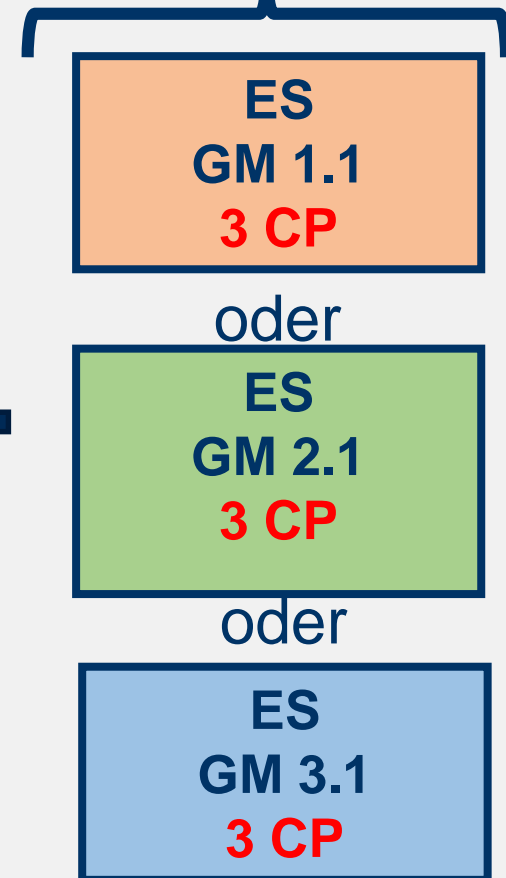 ES
GM 1.1
3 CP
oder
ES
GM 2.1
3 CP
oder
ES
GM 3.1
3 CP